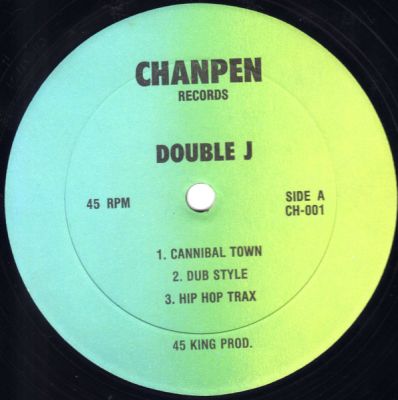 CHANPEN
RECORDS
DOUBLE J
45 RPM
SIDE A
CH-001
1. CANNIBAL TOWN
2. DUB STYLE
3. HIP HOP TRAX
45 KING PROD.